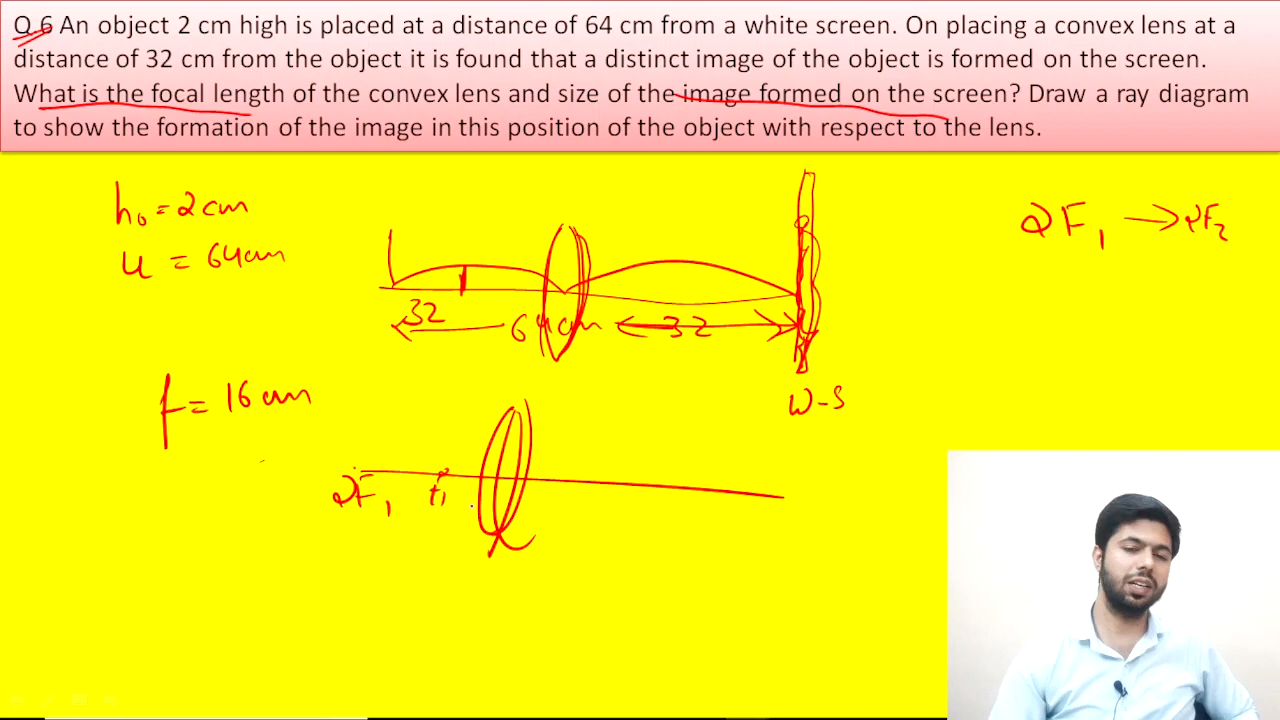 Q.6 An object 2 cm high is placed at a distance of 64 cm from a white screen. On placing a convex lens at a
distance of 32 cm from the object it is found that a distinct image of the object is formed on the screen.
What is the focal length of the convex lens and size of the image formed on the screen? Draw a ray diagram
to show the formation of the image in this position of the object with respect to the lens.
h₀ = 2 cm
u = 64 cm
2F₁ → 2F₂
32
64 cm
32
W-S
f = 16 cm
2F₁
f₁